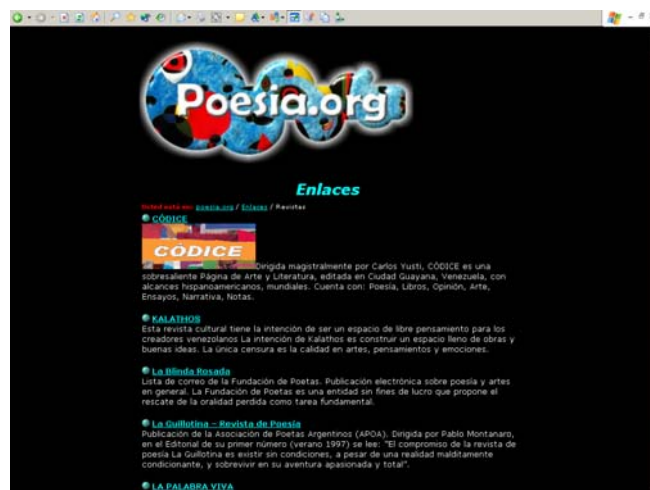 Poesia.org
Enlaces
Usted está en: poesia.org / Enlaces / Revistas
CÓDICE
CÓDICE
Dirigida magistralmente por Carlos Yusti, CÓDICE es una
sobresaliente Página de Arte y Literatura, editada en Ciudad Guayana, Venezuela, con
alcances hispanoamericanos, mundiales. Cuenta con: Poesía, Libros, Opinión, Arte,
Ensayos, Narrativa, Notas.
KALATHOS
Esta revista cultural tiene la intención de ser un espacio de libre pensamiento para los
creadores venezolanos La intención de Kalathos es construir un espacio lleno de obras y
buenas ideas. La única censura es la calidad en artes, pensamientos y emociones.
La Blinda Rosada
Lista de correo de la Fundación de Poetas. Publicación electrónica sobre poesía y artes
en general. La Fundación de Poetas es una entidad sin fines de lucro que propone el
rescate de la oralidad perdida como tarea fundamental.
La Guillotina - Revista de Poesía
Publicación de la Asociación de Poetas Argentinos (APOA). Dirigida por Pablo Montanaro,
en el Editorial de su primer número (verano 1997) se lee: "El compromiso de la revista de
poesía La Guillotina es existir sin condiciones, a pesar de una realidad malditamente
condicionante, y sobrevivir en su aventura apasionada y total".
LA PALABRA VIVA